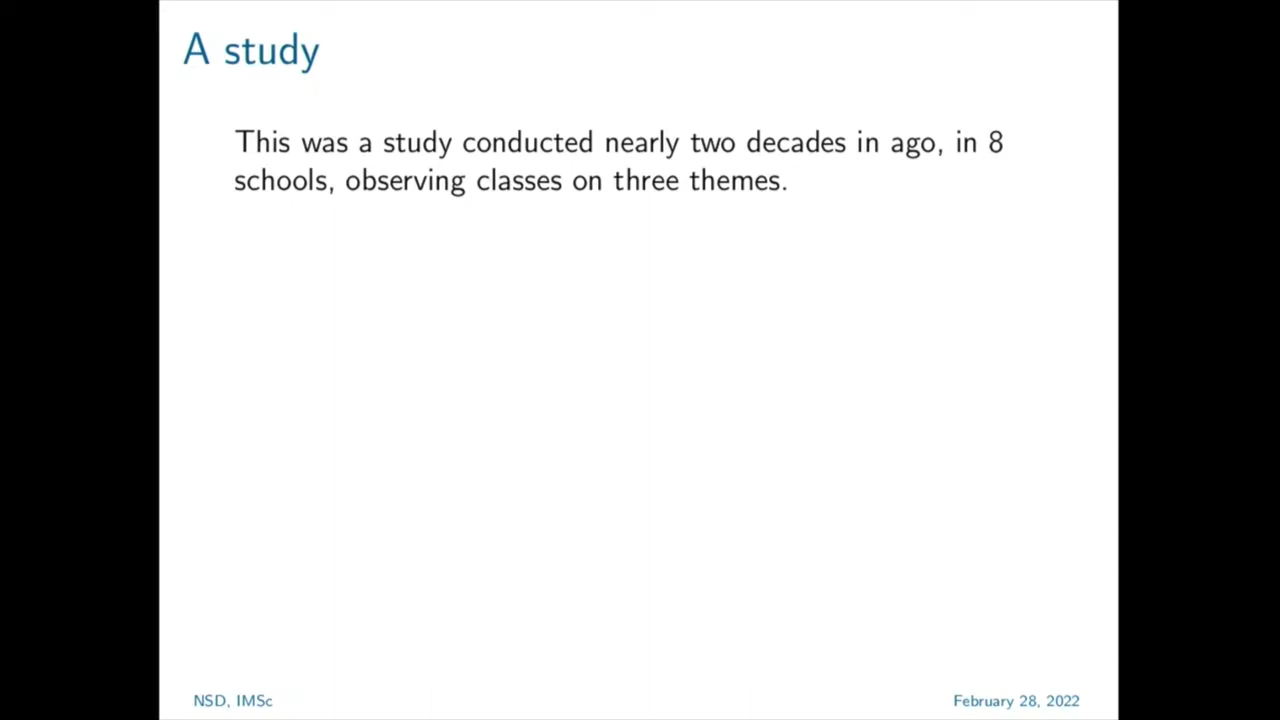 A study
This was a study conducted nearly two decades in ago, in 8
schools, observing classes on three themes.
NSD, IMSc
February 28, 2022